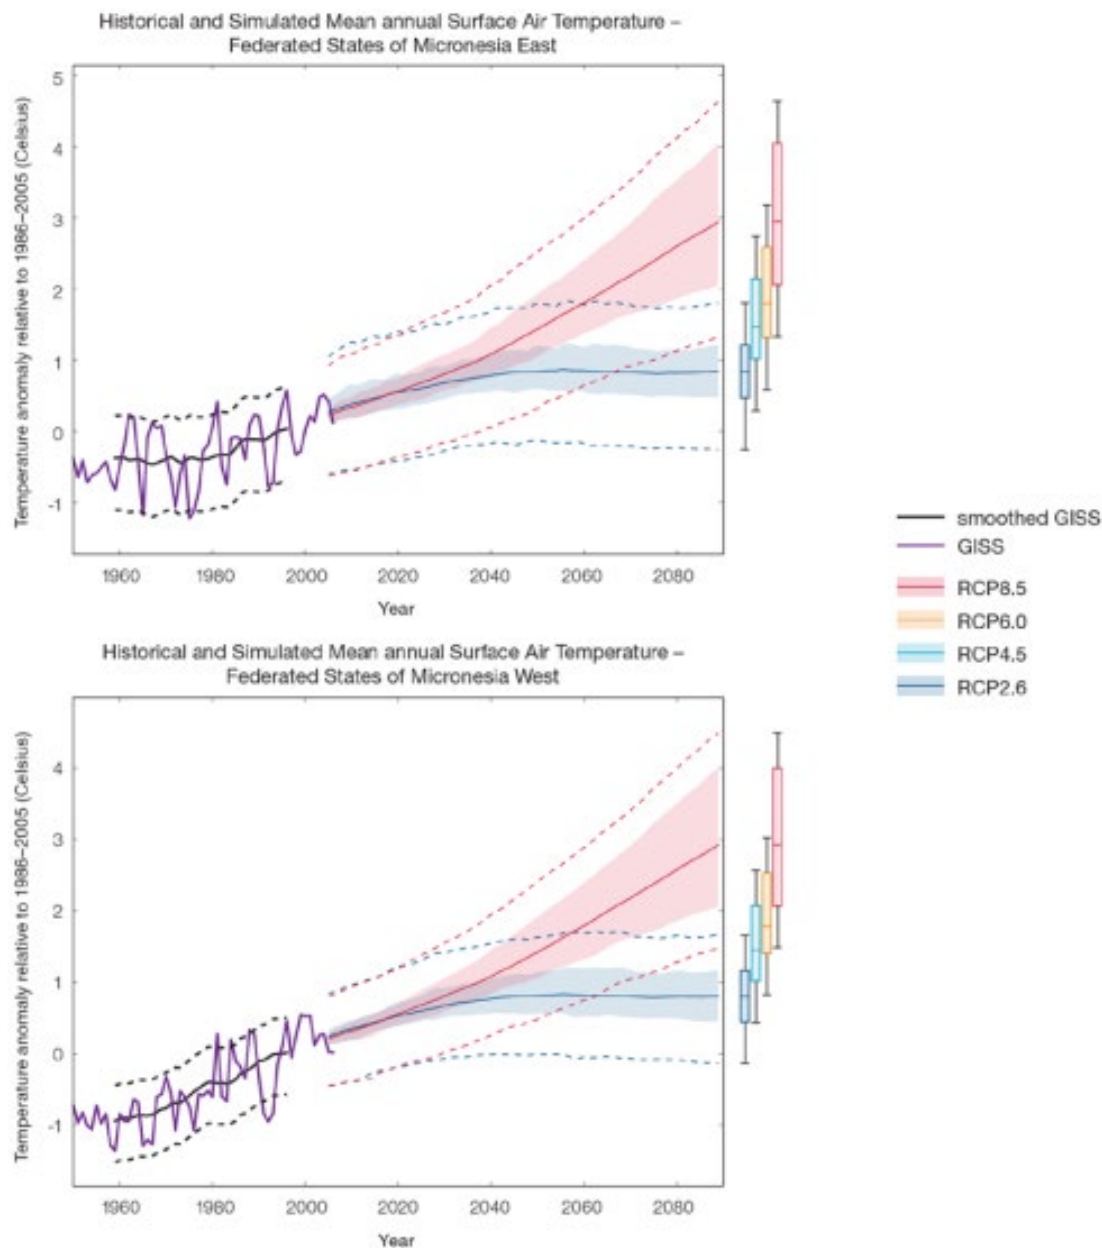 Historical and Simulated Mean annual Surface Air Temperature –
Federated States of Micronesia East
Temperature anomaly relative to 1986–2005 (Celsius)
5
4
3
2
1
0
-1
1960 1980 2000 2020 2040 2060 2080
Year
smoothed GISS
GISS
RCP8.5
RCP6.0
RCP4.5
RCP2.6
Historical and Simulated Mean annual Surface Air Temperature –
Federated States of Micronesia West
Temperature anomaly relative to 1986–2005 (Celsius)
4
3
2
1
0
-1
1960 1980 2000 2020 2040 2060 2080
Year